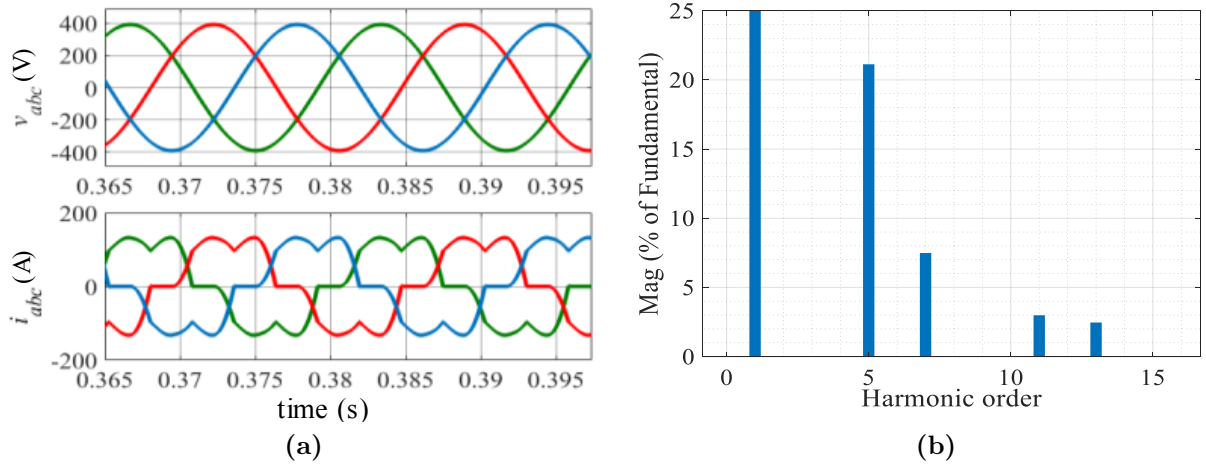 v_abc (V)
400
200
0
-200
-400
0.365 0.37 0.375 0.38 0.385 0.39 0.395
i_abc (A)
200
0
-200
0.365 0.37 0.375 0.38 0.385 0.39 0.395
time (s)
(a)
Mag (% of Fundamental)
25
20
15
10
5
0
0 5 10 15
Harmonic order
(b)